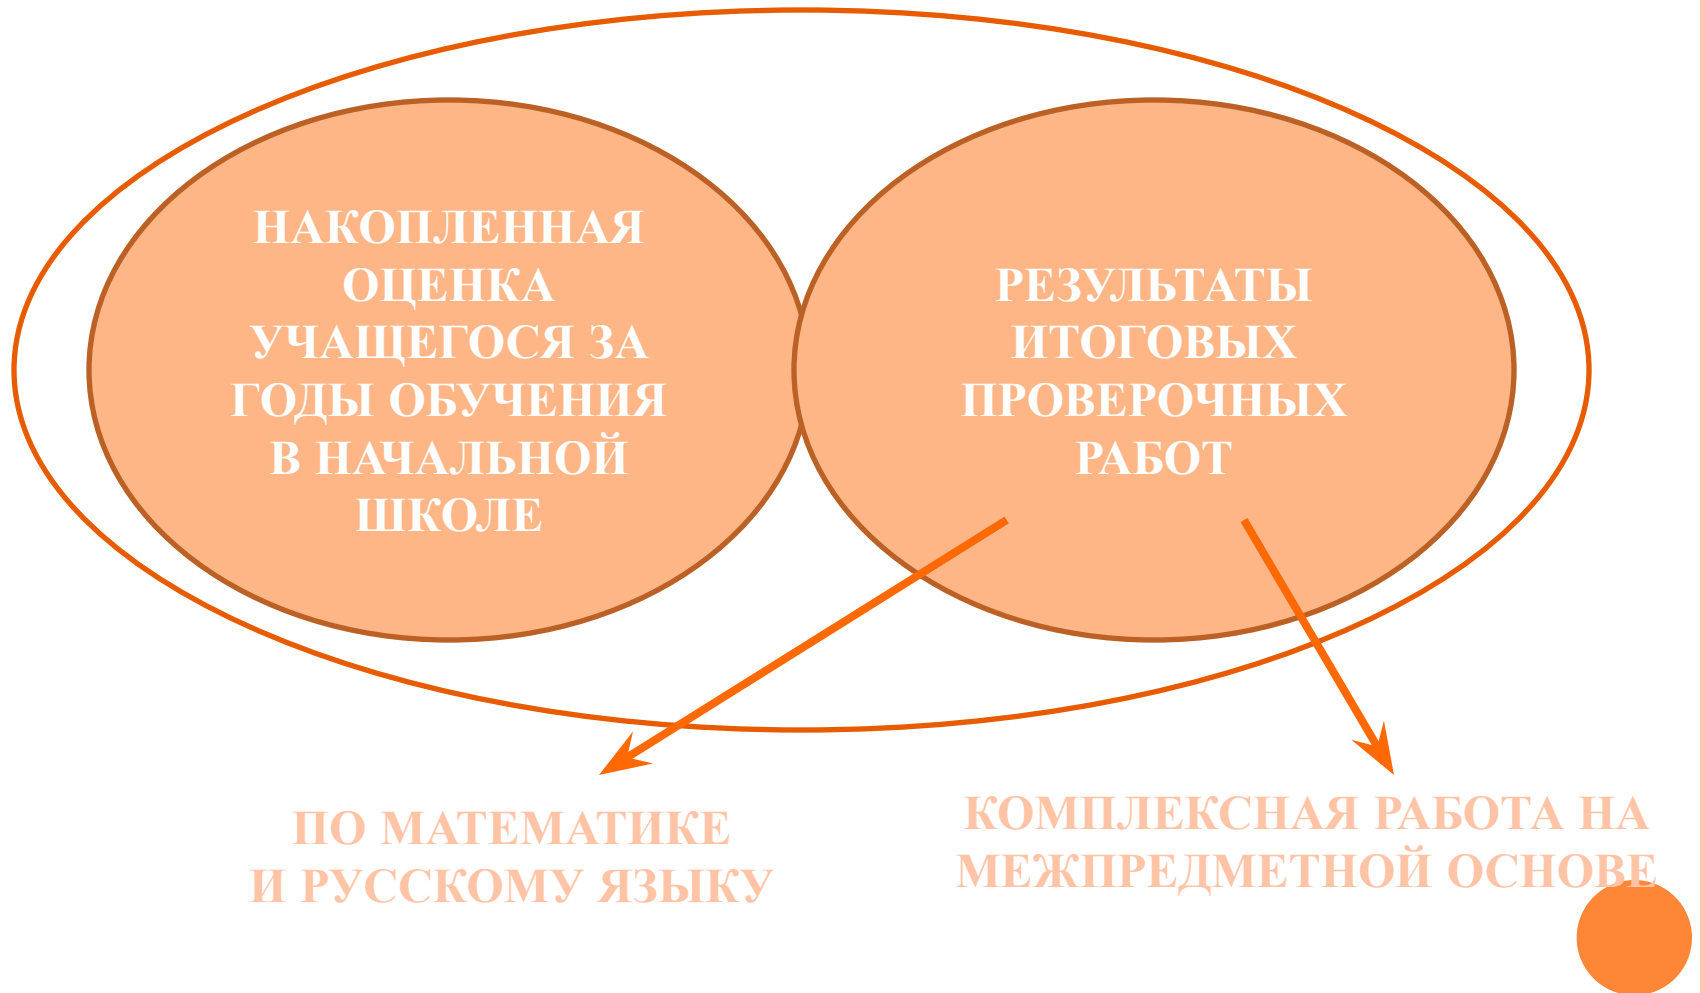 НАКОПЛЕННАЯ
ОЦЕНКА
УЧАЩЕГОСЯ ЗА
ГОДЫ ОБУЧЕНИЯ
В НАЧАЛЬНОЙ
ШКОЛЕ
РЕЗУЛЬТАТЫ
ИТОГОВЫХ
ПРОВЕРОЧНЫХ
РАБОТ
ПО МАТЕМАТИКЕ
И РУССКОМУ ЯЗЫКУ
КОМПЛЕКСНАЯ РАБОТА НА
МЕЖПРЕДМЕТНОЙ ОСНОВЕ